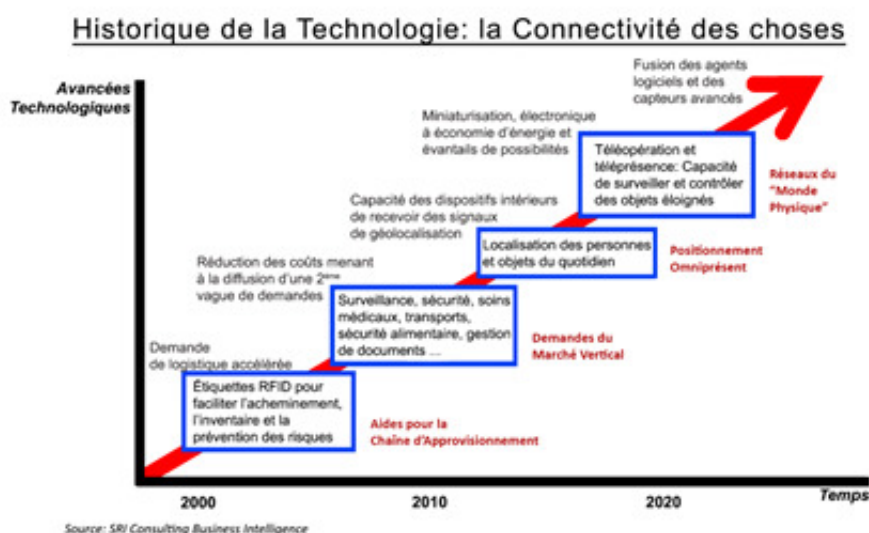 Historique de la Technologie: la Connectivité des choses
Avancées
Technologiques
Fusion des agents
logiciels et des
capteurs avancés
Miniaturisation, électronique
à économie d'énergie et
évantails de possibilités
Téléopération et
téléprésence: Capacité
de surveiller et contrôler
des objets éloignés
Réseaux du
"Monde
Physique"
Capacité des dispositifs intérieurs
de recevoir des signaux
de géolocalisation
Localisation des personnes
et objets du quotidien
Positionnement
Omniprésent
Réduction des coûts menant
à la diffusion d'une 2ème
vague de demandes
Surveillance, sécurité, soins
médicaux, transports,
sécurité alimentaire, gestion
de documents ...
Demandes du
Marché Vertical
Demande
de logistique accélérée
Étiquettes RFID pour
faciliter l'acheminement,
l'inventaire et la
prévention des risques
Aides pour la
Chaîne d'Approvisionnement
2000
2010
2020
Temps
Source: SRI Consulting Business Intelligence